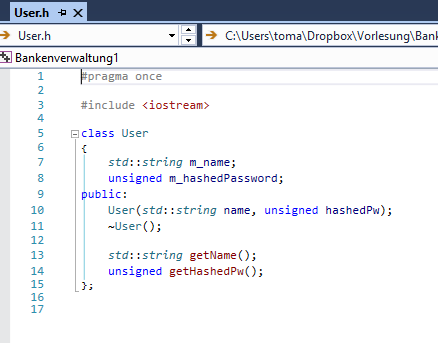 User.h
User.h
C:\Users\toma\Dropbox\Vorlesung\Bank
Bankenverwaltung1
1 #pragma once
2
3 #include <iostream>
4
5 class User
6 {
7 std::string m_name;
8 unsigned m_hashedPassword;
9 public:
10 User(std::string name, unsigned hashedPw);
11 ~User();
12
13 std::string getName();
14 unsigned getHashedPw();
15 };
16
17